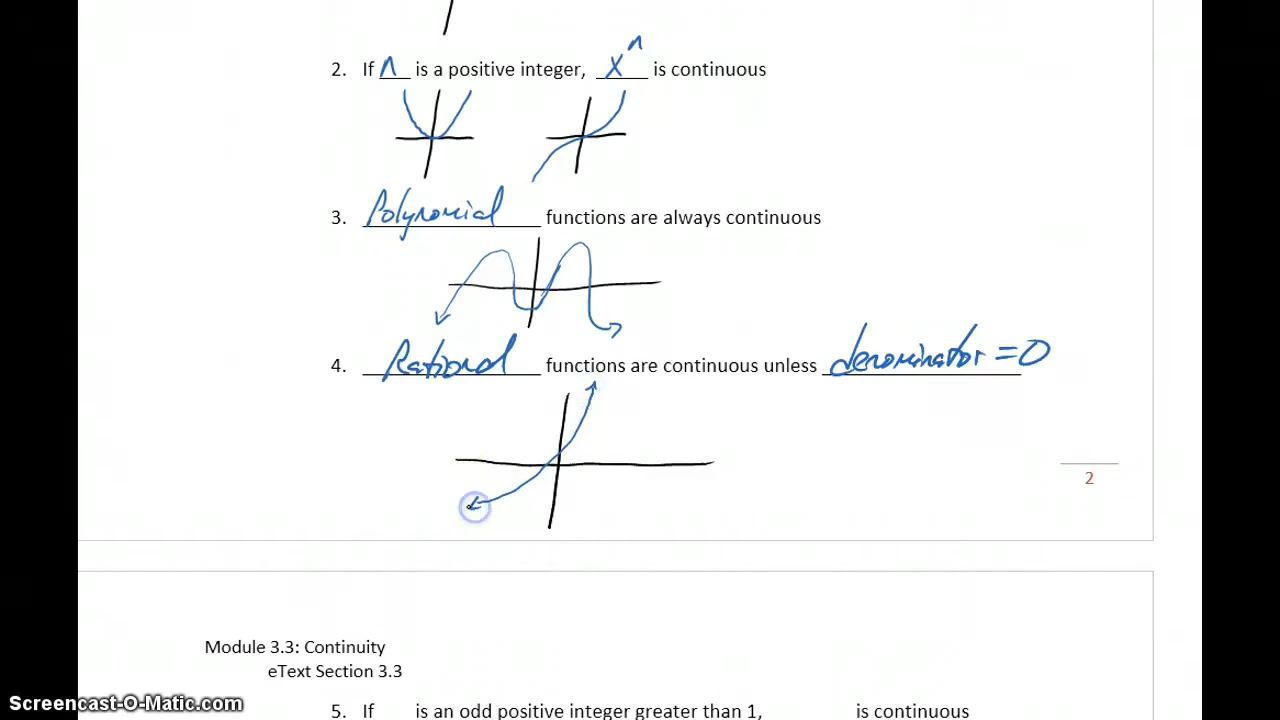 2. If n is a positive integer, x^n is continuous
3. Polynomial functions are always continuous
4. Rational functions are continuous unless denominator = 0
2
Module 3.3: Continuity
eText Section 3.3
5. If ___ is an odd positive integer greater than 1, ___ is continuous
Screencast-O-Matic.com